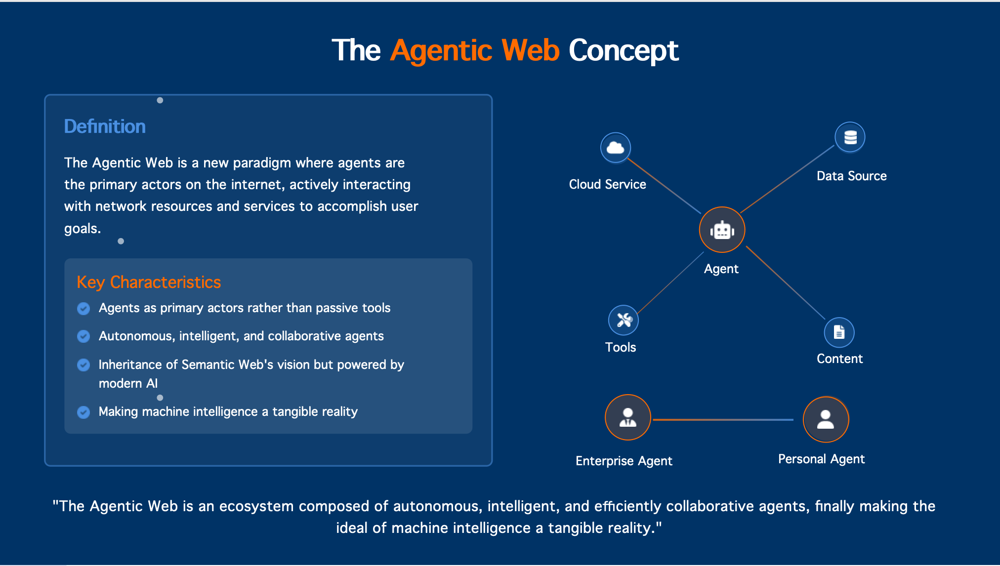 The Agentic Web Concept
Definition
The Agentic Web is a new paradigm where agents are
the primary actors on the internet, actively interacting
with network resources and services to accomplish user
goals.
Key Characteristics
Agents as primary actors rather than passive tools
Autonomous, intelligent, and collaborative agents
Inheritance of Semantic Web's vision but powered by
modern AI
Making machine intelligence a tangible reality
Cloud Service
Data Source
Agent
Tools
Content
Enterprise Agent
Personal Agent
"The Agentic Web is an ecosystem composed of autonomous, intelligent, and efficiently collaborative agents, finally making the
ideal of machine intelligence a tangible reality."